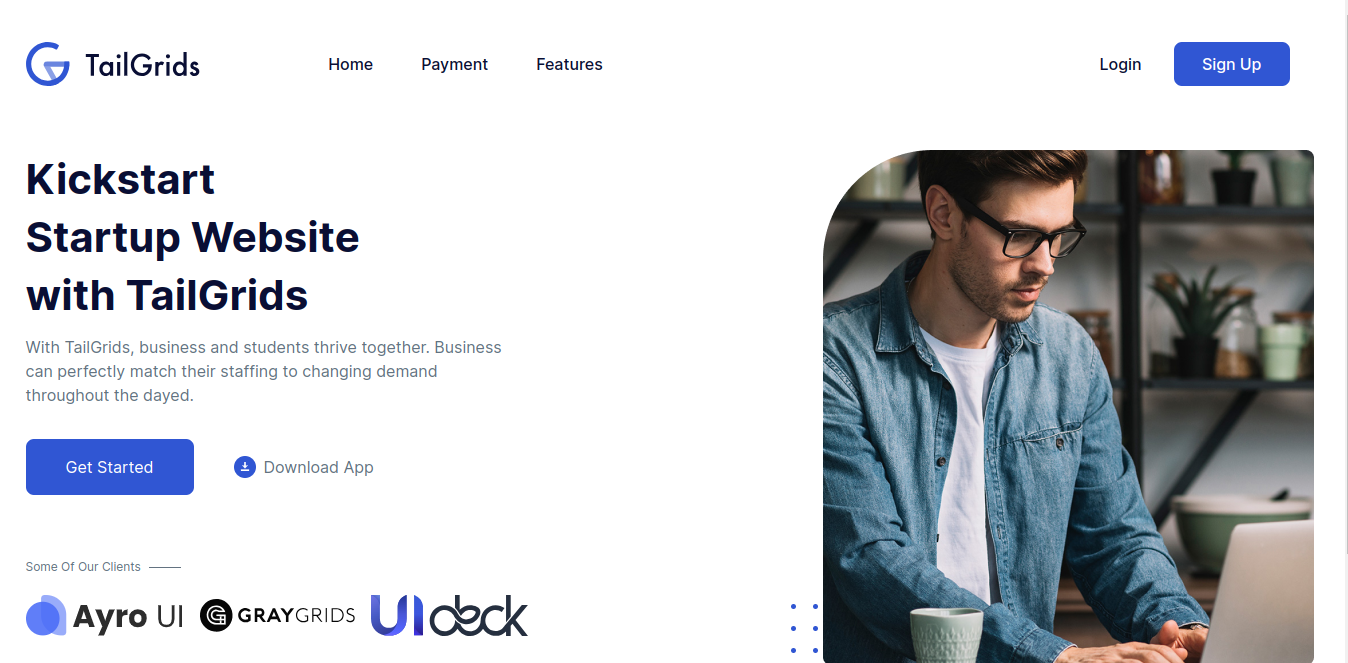 TailGrids
Home Payment Features
Login Sign Up
Kickstart
Startup Website
with TailGrids
With TailGrids, business and students thrive together. Business
can perfectly match their staffing to changing demand
throughout the dayed.
Get Started Download App
Some Of Our Clients
Ayro UI GRAYGRIDS UIdeck